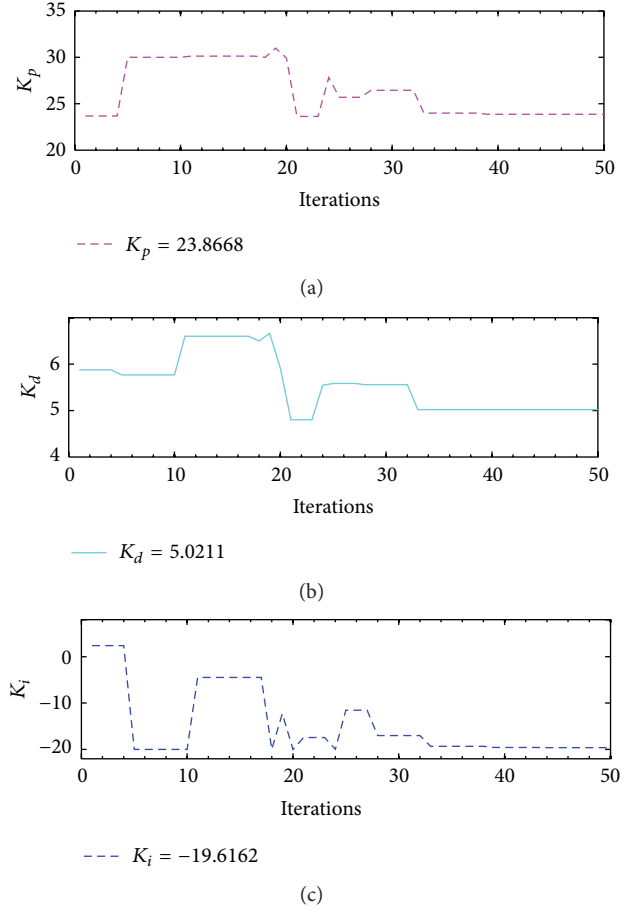 35
30
25
20
K_p
0 10 20 30 40 50
Iterations
K_p = 23.8668
(a)
6
5
4
K_d
0 10 20 30 40 50
Iterations
K_d = 5.0211
(b)
0
−10
−20
K_i
0 10 20 30 40 50
Iterations
K_i = −19.6162
(c)